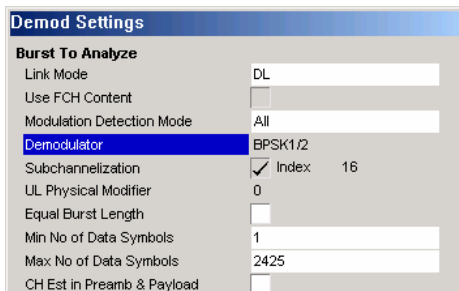 Demod Settings
Burst To Analyze
Link Mode DL
Use FCH Content
Modulation Detection Mode All
Demodulator BPSK1/2
Subchannelization Index 16
UL Physical Modifier 0
Equal Burst Length
Min No of Data Symbols 1
Max No of Data Symbols 2425
CH Est in Preamb & Payload